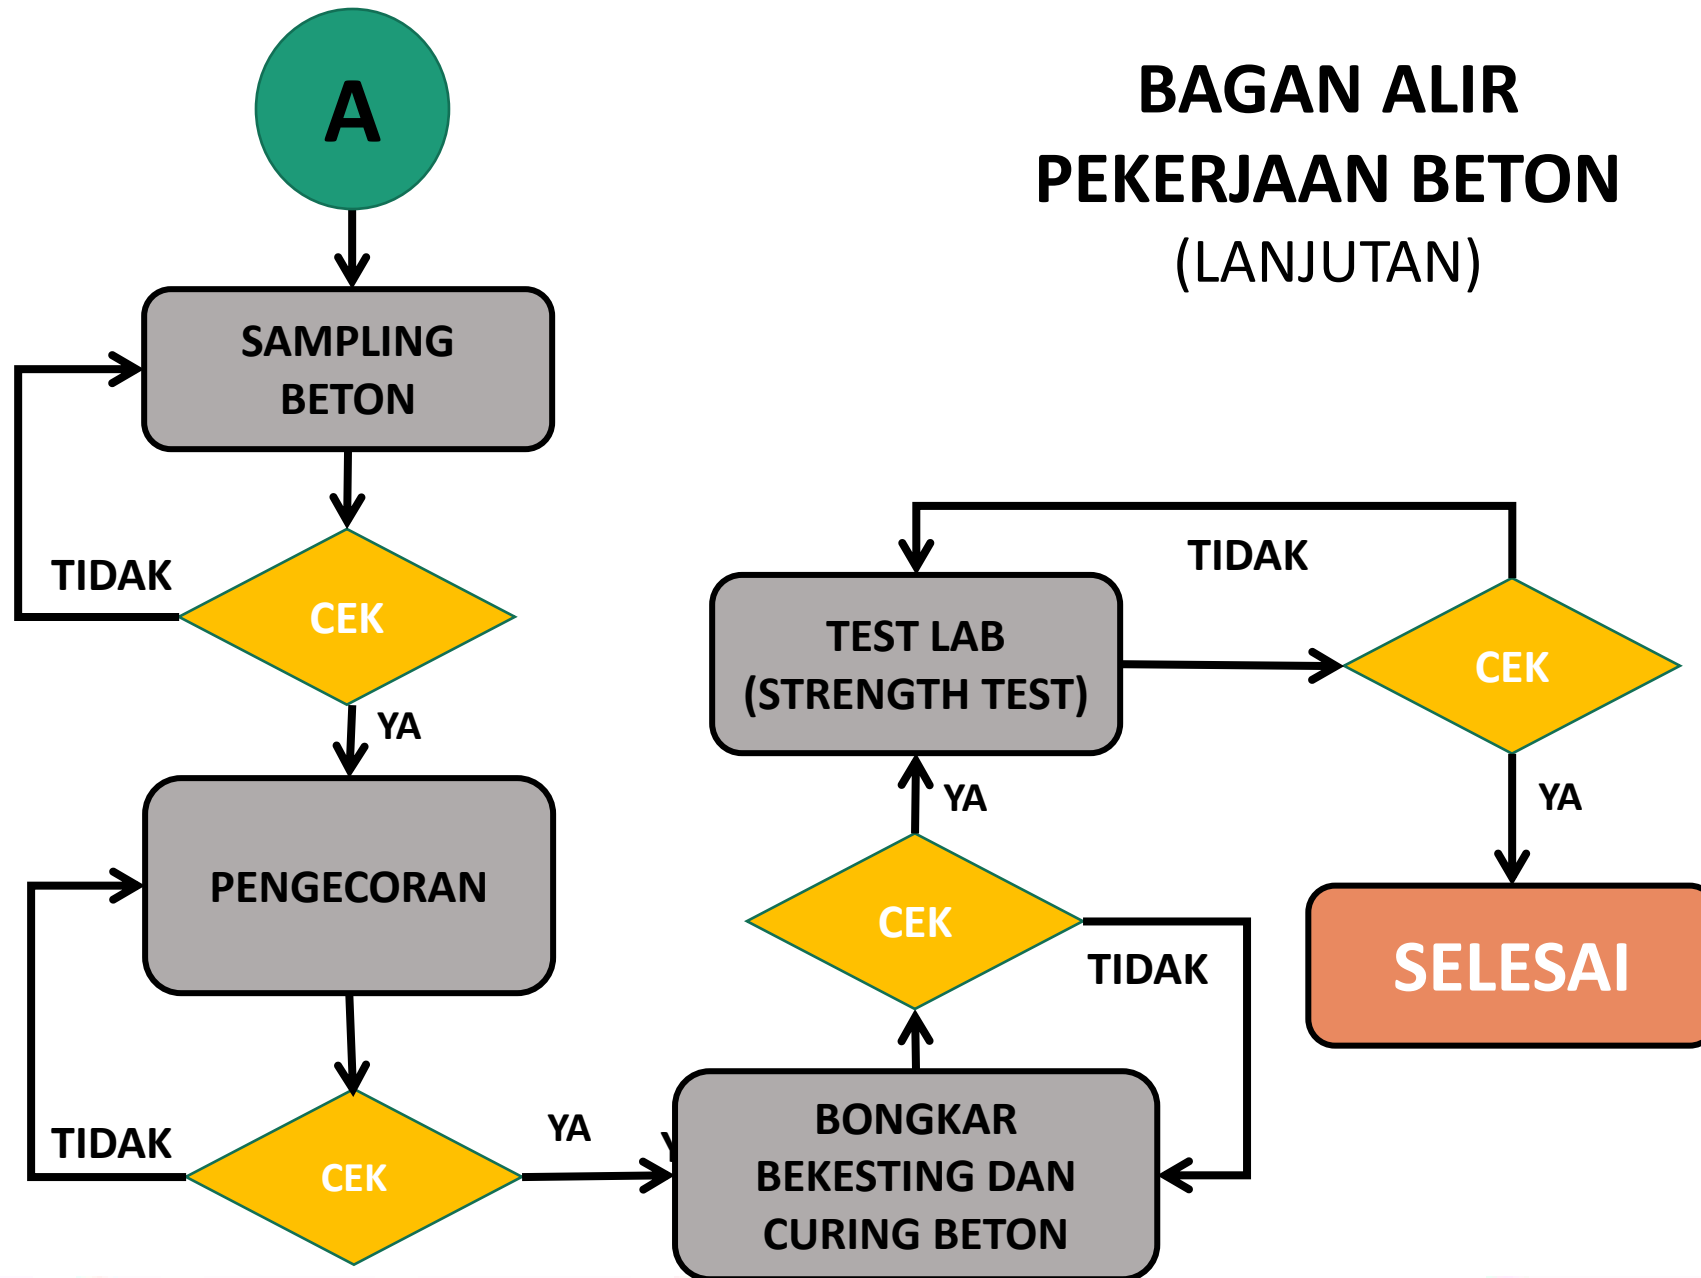 A
BAGAN ALIR
PEKERJAAN BETON
(LANJUTAN)
SAMPLING
BETON
TIDAK
CEK
YA
PENGECORAN
TIDAK
CEK
YA
BONGKAR
BEKESTING DAN
CURING BETON
CEK
TIDAK
YA
TEST LAB
(STRENGTH TEST)
TIDAK
CEK
YA
SELESAI